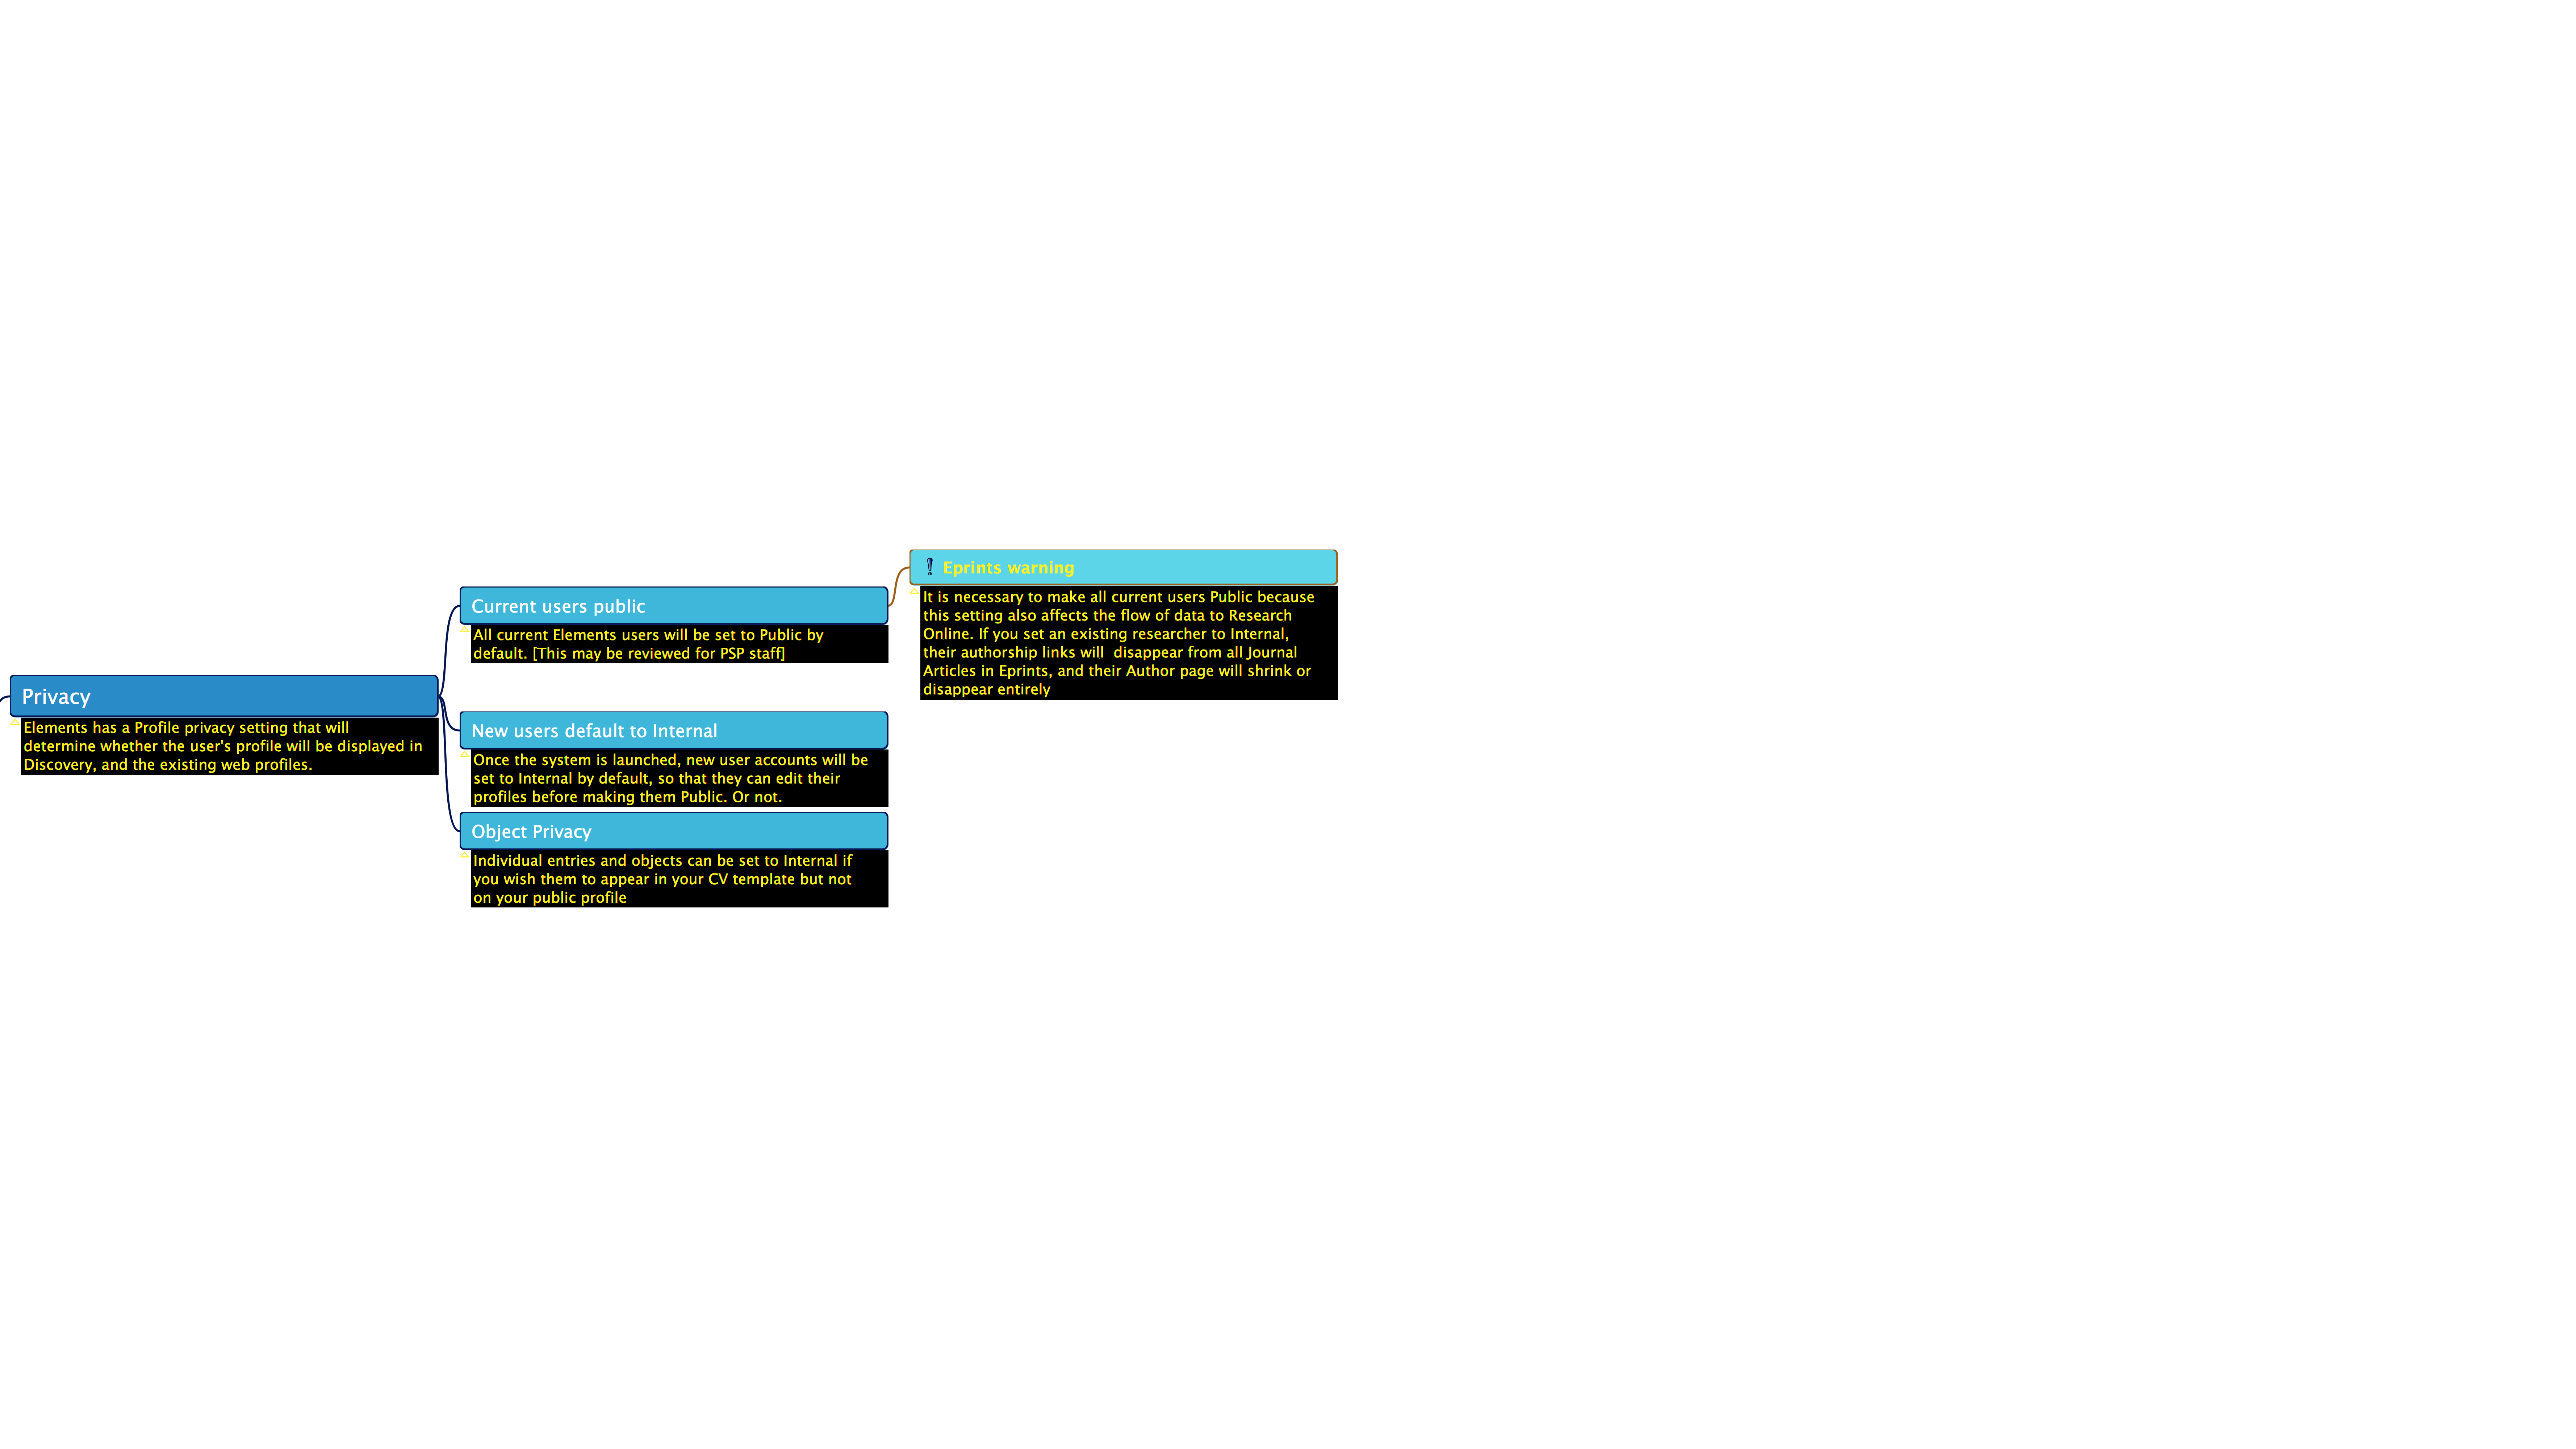 Privacy
Elements has a Profile privacy setting that will
determine whether the user's profile will be displayed in
Discovery, and the existing web profiles.
Current users public
All current Elements users will be set to Public by
default. [This may be reviewed for PSP staff]
! Eprints warning
It is necessary to make all current users Public because
this setting also affects the flow of data to Research
Online. If you set an existing researcher to Internal,
their authorship links will  disappear from all Journal
Articles in Eprints, and their Author page will shrink or
disappear entirely
New users default to Internal
Once the system is launched, new user accounts will be
set to Internal by default, so that they can edit their
profiles before making them Public. Or not.
Object Privacy
Individual entries and objects can be set to Internal if
you wish them to appear in your CV template but not
on your public profile